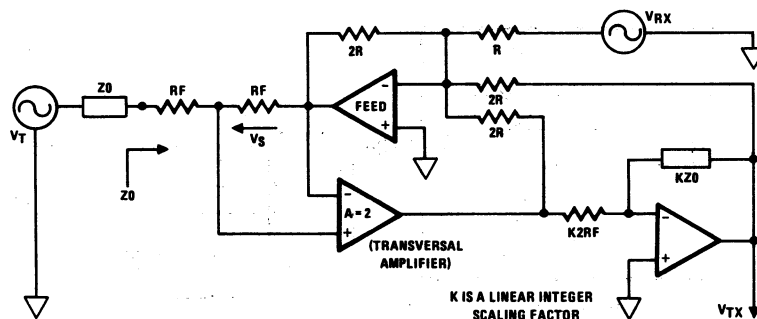 VRX
2R
R
Z0
RF
RF
-
FEED
+
2R
2R
VT
VS
Z0
KZ0
-
A = 2
+
(TRANSVERSAL
AMPLIFIER)
K2RF
-
+
K IS A LINEAR INTEGER
SCALING FACTOR
VTX